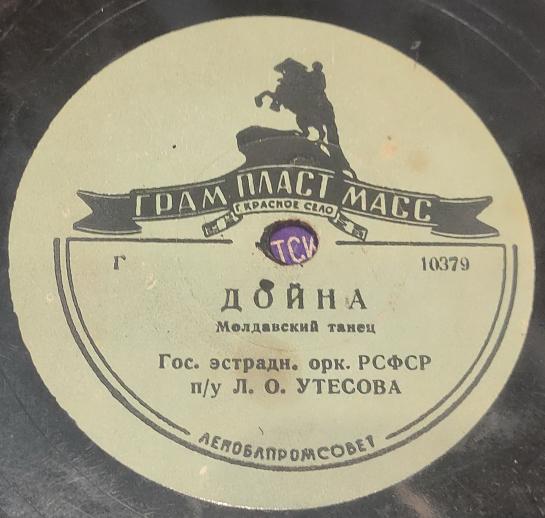 ГРАМ ПЛАСТ МАСС
Г. КРАСНОЕ СЕЛО
ТСИ
Г 10379
ДОЙНА
Молдавский танец
Гос. эстрадн. орк. РСФСР
п/у Л. О. УТЕСОВА
ЛЕНОБЛПРОМСОВЕТ